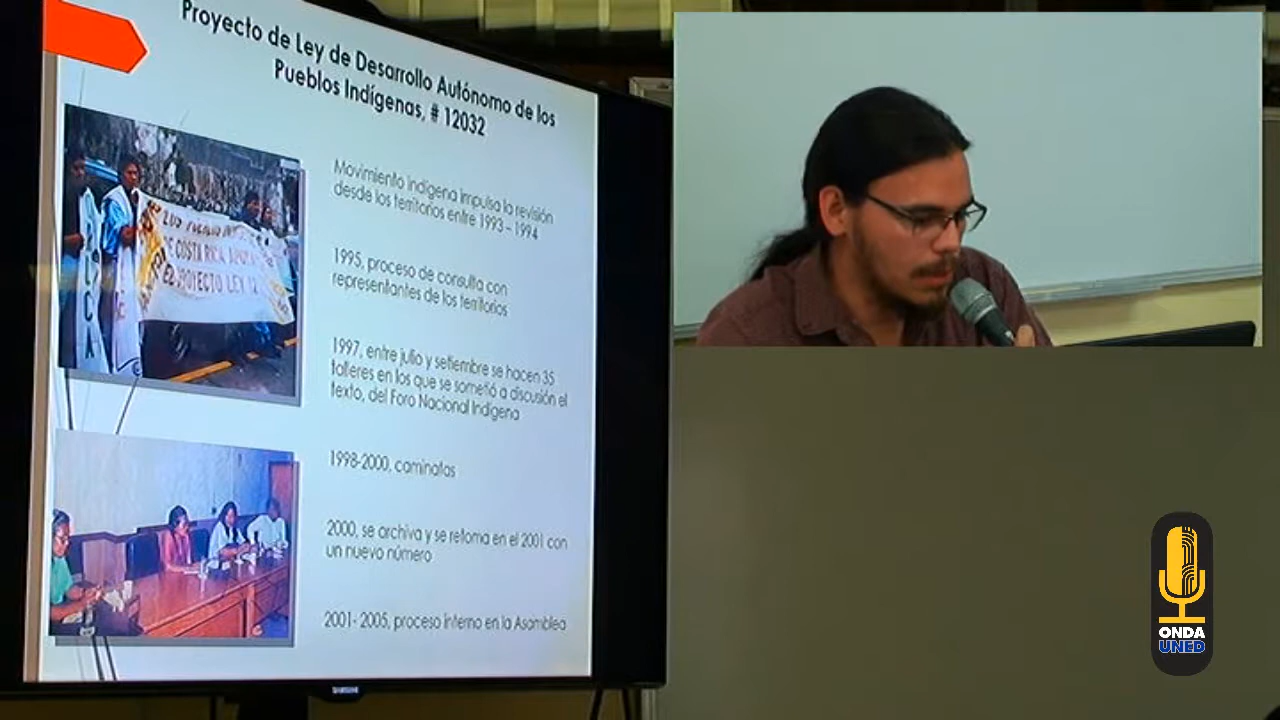 Proyecto de Ley de Desarrollo Autónomo de los
Pueblos Indígenas, # 12032
Movimiento indígena impulsa la revisión
desde los territorios entre 1993 – 1994
1995, proceso de consulta con
representantes de los territorios
1997, entre julio y setiembre se hacen 35
talleres en los que se sometió a discusión el
texto, del Foro Nacional Indígena
1998-2000, caminatas
2000, se archiva y se retoma en el 2001 con
un nuevo número
2001- 2005, proceso interno en la Asamblea
DE COSTA RICA
EL PROYECTO LEY 12
SAMSUNG
ONDA
UNED